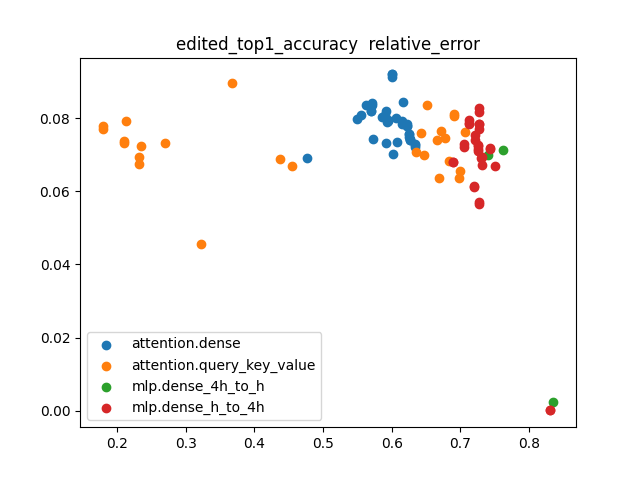 edited_top1_accuracy  relative_error
0.08
0.06
0.04
0.02
0.00
attention.dense
attention.query_key_value
mlp.dense_4h_to_h
mlp.dense_h_to_4h
0.2 0.3 0.4 0.5 0.6 0.7 0.8